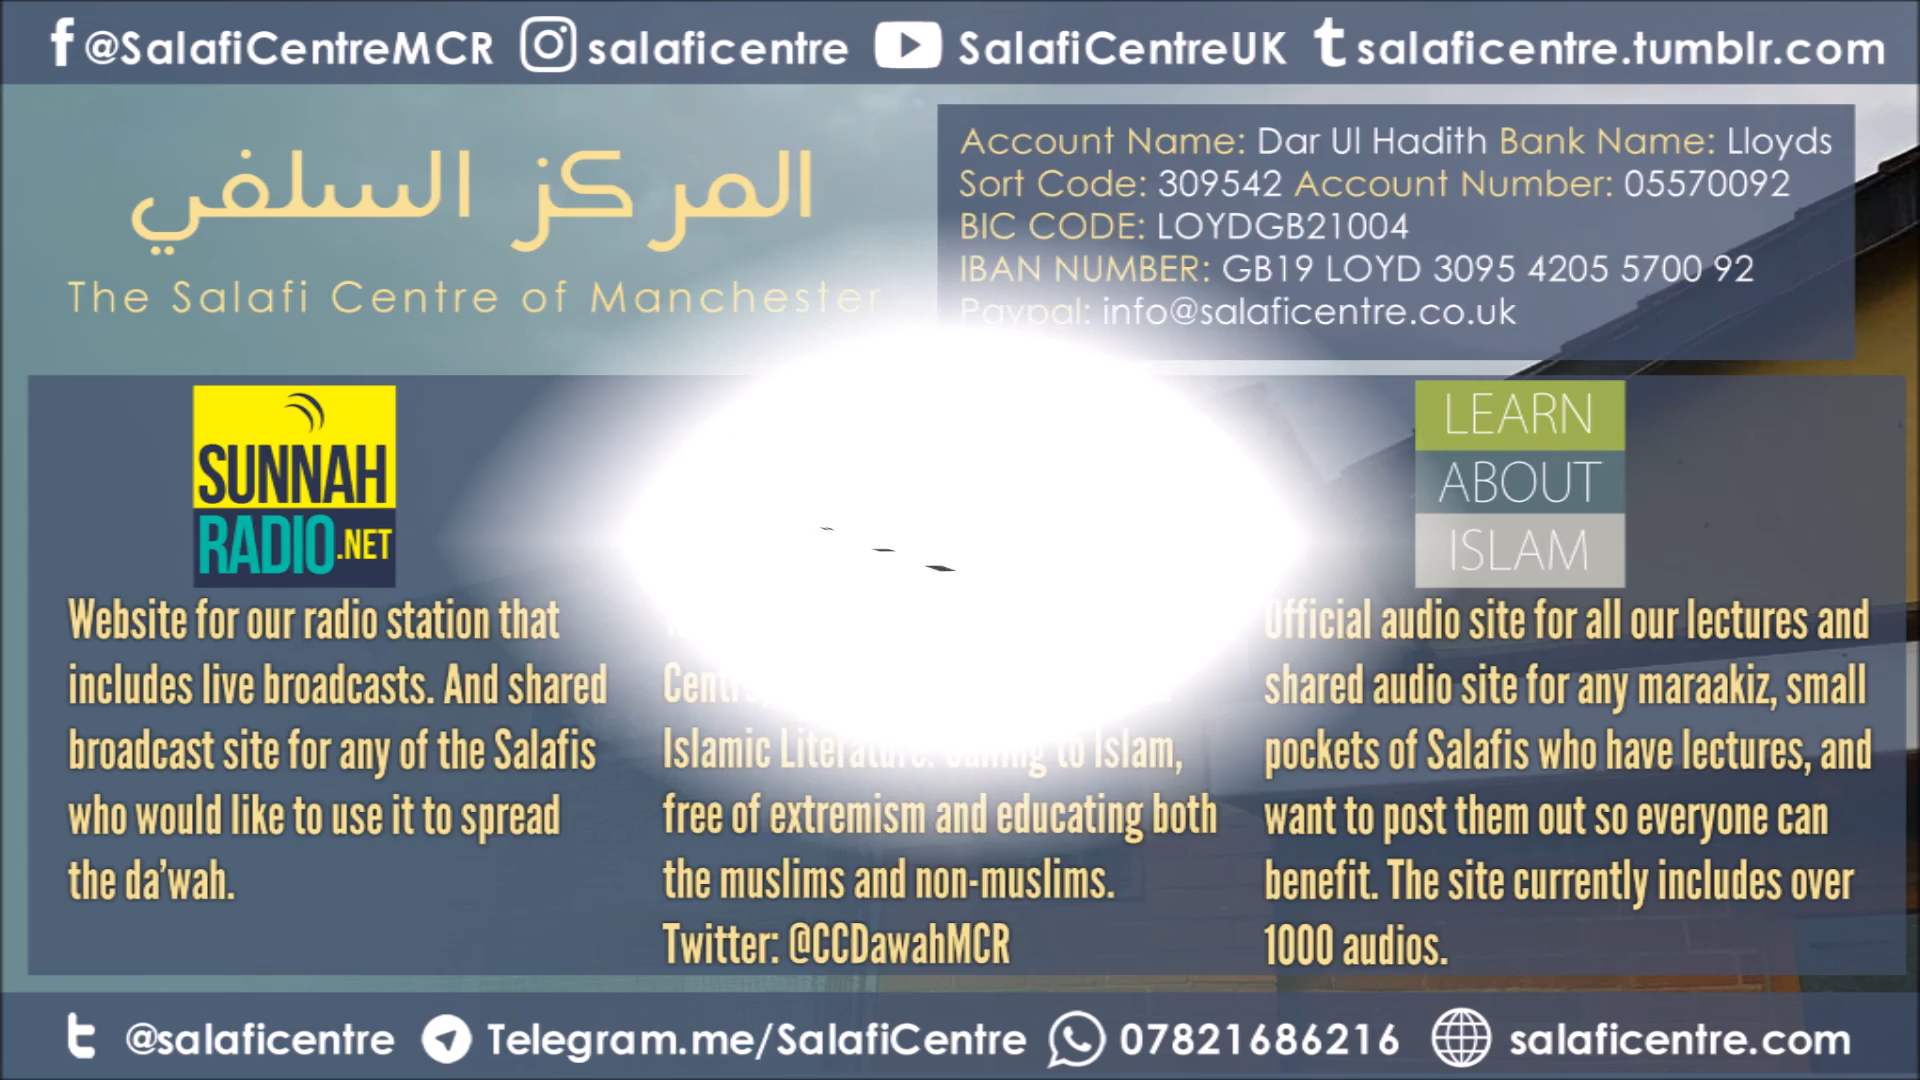 @SalafiCentreMCR salaficentre SalafiCentreUK salaficentre.tumblr.com
المركز السلفي
The Salafi Centre of Manchester
Account Name: Dar Ul Hadith Bank Name: Lloyds
Sort Code: 309542 Account Number: 05570092
BIC CODE: LOYDGB21004
IBAN NUMBER: GB19 LOYD 3095 4205 5700 92
Paypal: info@salaficentre.co.uk
SUNNAH
RADIO.NET
Website for our radio station that
includes live broadcasts. And shared
broadcast site for any of the Salafis
who would like to use it to spread
the da’wah.
Islamic Literature. Calling to Islam,
free of extremism and educating both
the muslims and non-muslims.
Twitter: @CCDawahMCR
LEARN
ABOUT
ISLAM
Official audio site for all our lectures and
shared audio site for any maraakiz, small
pockets of Salafis who have lectures, and
want to post them out so everyone can
benefit. The site currently includes over
1000 audios.
@salaficentre Telegram.me/SalafiCentre 07821686216 salaficentre.com